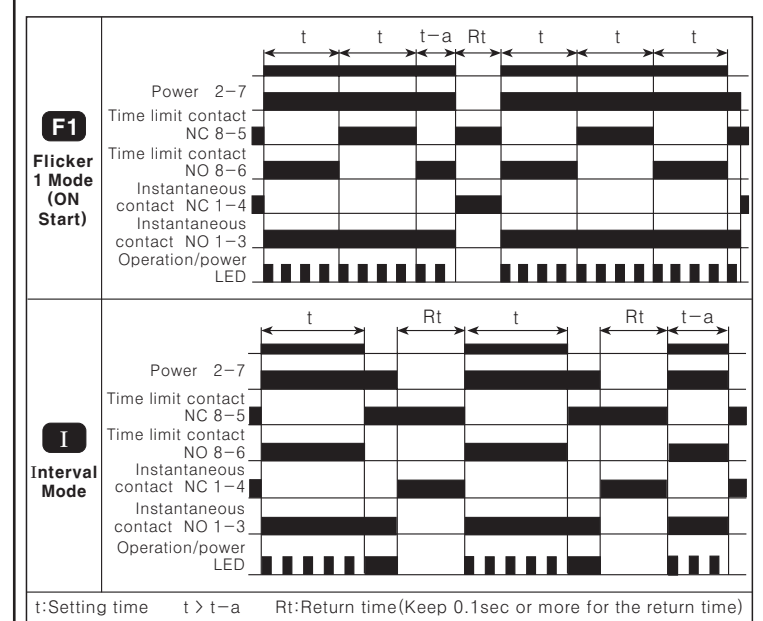 t t t-a Rt t t t
Power 2-7
Time limit contact
NC 8-5
F1
Time limit contact
NO 8-6
Flicker
1 Mode
(ON
Start)
Instantaneous
contact NC 1-4
Instantaneous
contact NO 1-3
Operation/power
LED
t Rt t Rt t-a
Power 2-7
Time limit contact
NC 8-5
I
Time limit contact
NO 8-6
Interval
Mode
Instantaneous
contact NC 1-4
Instantaneous
contact NO 1-3
Operation/power
LED
t:Setting time t > t-a Rt:Return time(Keep 0.1sec or more for the return time)